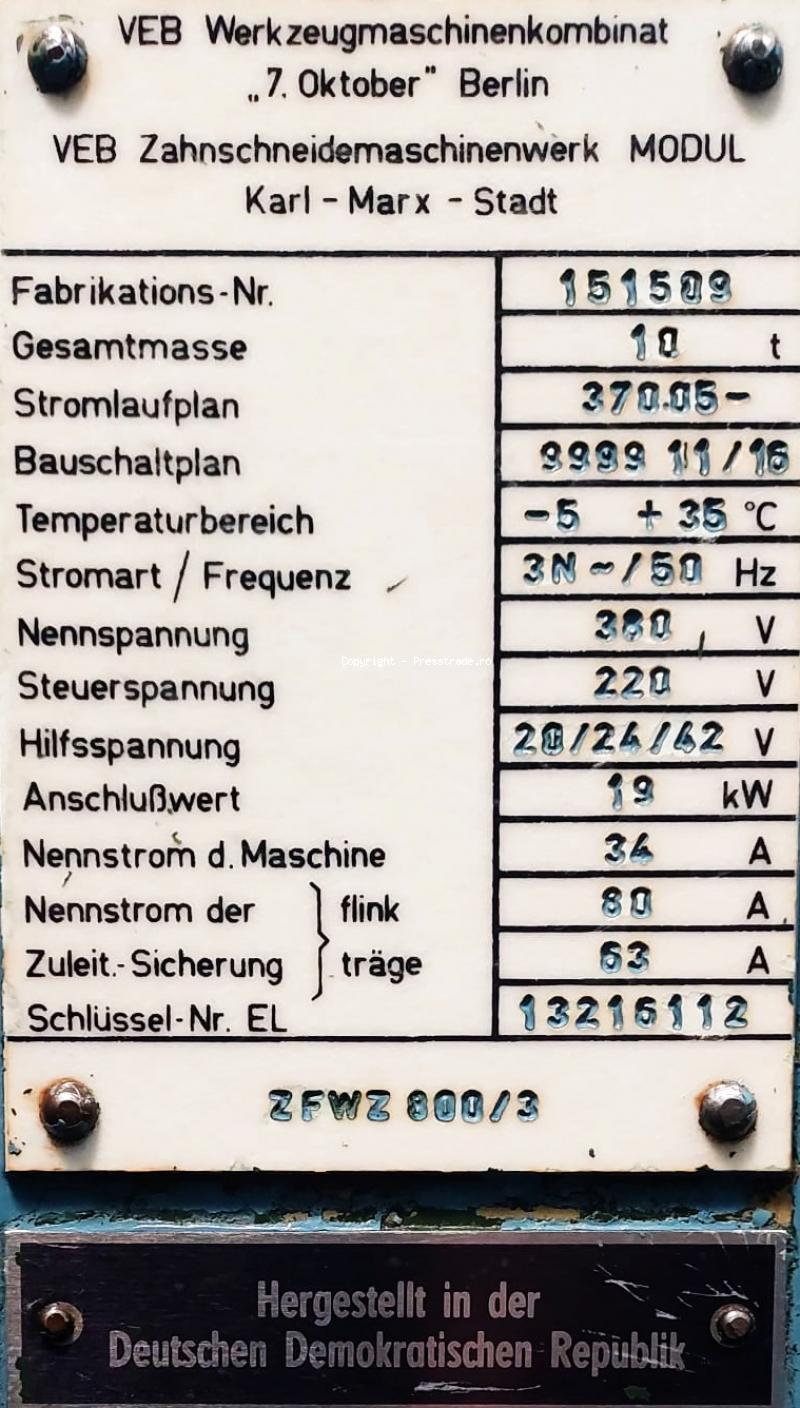 VEB Werkzeugmaschinenkombinat
„7. Oktober" Berlin
VEB Zahnschneidemaschinenwerk MODUL
Karl - Marx - Stadt
Fabrikations-Nr. 151509
Gesamtmasse 10 t
Stromlaufplan 370.05-
Bauschaltplan 9999 11/16
Temperaturbereich -5 +35 °C
Stromart / Frequenz 3N~/50 Hz
Nennspannung 380 V
Steuerspannung 220 V
Copyright - Presstrade.ro
Hilfsspannung 20/24/42 V
Anschlußwert 19 kW
Nennstrom d. Maschine 34 A
Nennstrom der } flink 80 A
Zuleit.-Sicherung } träge 63 A
Schlüssel-Nr. EL 13216112
ZFWZ 800/3
Hergestellt in der
Deutschen Demokratischen Republik